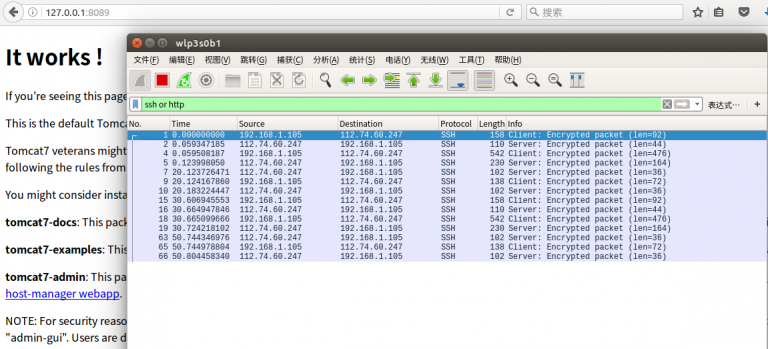 127.0.0.1:8089
搜索
It works !
If you're seeing this page
This is the default Tomca
Tomcat7 veterans might
following the rules from
You might consider insta
tomcat7-docs: This pack
tomcat7-examples: This
tomcat7-admin: This pa
host-manager webapp.
NOTE: For security reaso
"admin-gui". Users are d
wlp3s0b1
文件(F) 编辑(E) 视图(V) 跳转(G) 捕获(C) 分析(A) 统计(S) 电话(Y) 无线(W) 工具(T) 帮助(H)
ssh or http 表达式…
No. Time Source Destination Protocol Length Info
1 0.000000000 192.168.1.105 112.74.60.247 SSH 158 Client: Encrypted packet (len=92)
2 0.059347185 112.74.60.247 192.168.1.105 SSH 110 Server: Encrypted packet (len=44)
4 0.059508187 192.168.1.105 112.74.60.247 SSH 542 Client: Encrypted packet (len=476)
5 0.123998050 112.74.60.247 192.168.1.105 SSH 230 Server: Encrypted packet (len=164)
7 20.123726471 112.74.60.247 192.168.1.105 SSH 102 Server: Encrypted packet (len=36)
9 20.124167860 192.168.1.105 112.74.60.247 SSH 138 Client: Encrypted packet (len=72)
10 20.183224447 112.74.60.247 192.168.1.105 SSH 102 Server: Encrypted packet (len=36)
15 30.606945553 192.168.1.105 112.74.60.247 SSH 158 Client: Encrypted packet (len=92)
16 30.664947846 112.74.60.247 192.168.1.105 SSH 110 Server: Encrypted packet (len=44)
18 30.665099666 192.168.1.105 112.74.60.247 SSH 542 Client: Encrypted packet (len=476)
19 30.724218102 112.74.60.247 192.168.1.105 SSH 230 Server: Encrypted packet (len=164)
63 50.744346976 112.74.60.247 192.168.1.105 SSH 102 Server: Encrypted packet (len=36)
65 50.744978804 192.168.1.105 112.74.60.247 SSH 138 Client: Encrypted packet (len=72)
66 50.804458340 112.74.60.247 192.168.1.105 SSH 102 Server: Encrypted packet (len=36)